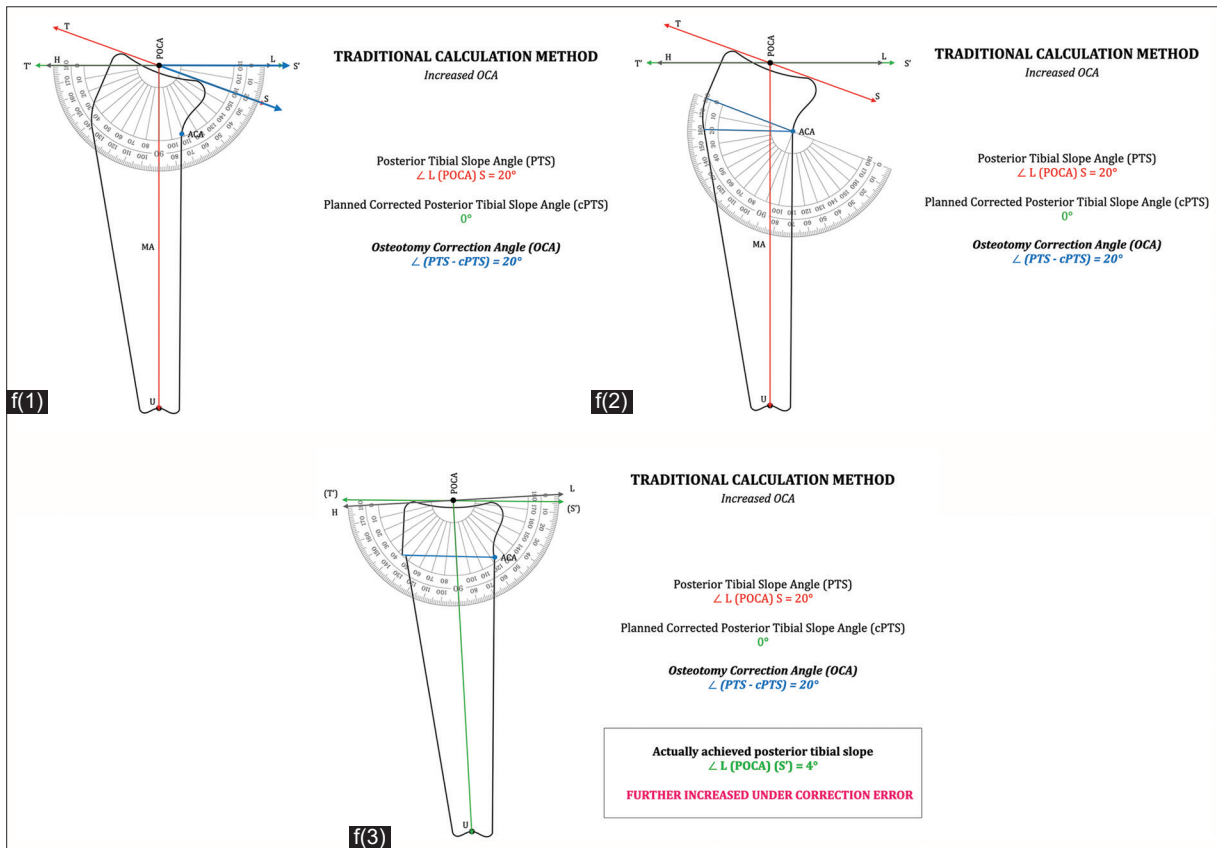 T
POCA
T'
H
L
S'
S
ACA
MA
U
f(1)
TRADITIONAL CALCULATION METHOD
Increased OCA
Posterior Tibial Slope Angle (PTS)
∠ L (POCA) S = 20°
Planned Corrected Posterior Tibial Slope Angle (cPTS)
0°
Osteotomy Correction Angle (OCA)
∠ (PTS - cPTS) = 20°
T
POCA
T'
H
L
S'
S
ACA
MA
U
f(2)
TRADITIONAL CALCULATION METHOD
Increased OCA
Posterior Tibial Slope Angle (PTS)
∠ L (POCA) S = 20°
Planned Corrected Posterior Tibial Slope Angle (cPTS)
0°
Osteotomy Correction Angle (OCA)
∠ (PTS - cPTS) = 20°
POCA
(T')
H
L
(S')
ACA
U
f(3)
TRADITIONAL CALCULATION METHOD
Increased OCA
Posterior Tibial Slope Angle (PTS)
∠ L (POCA) S = 20°
Planned Corrected Posterior Tibial Slope Angle (cPTS)
0°
Osteotomy Correction Angle (OCA)
∠ (PTS - cPTS) = 20°
Actually achieved posterior tibial slope
∠ L (POCA) (S') = 4°
FURTHER INCREASED UNDER CORRECTION ERROR